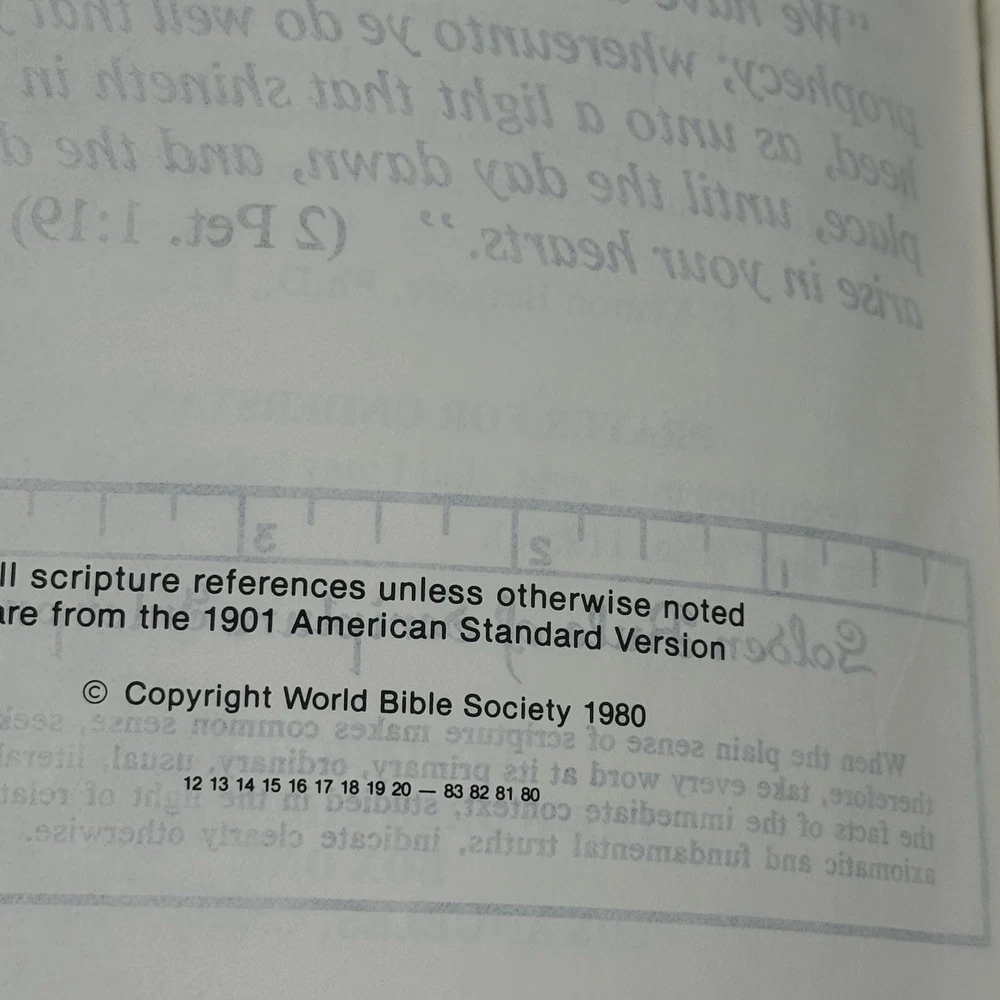 "We have
prophecy; whereunto ye do well that
heed, as unto a light that shineth in
place, until the day dawn, and the d
arise in your hearts." (2 Pet. 1:19)
3 2 1
ll scripture references unless otherwise noted
are from the 1901 American Standard Version
Golden
© Copyright World Bible Society 1980
When the plain sense of scripture makes common sense,
therefore, take every word at its primary, ordinary, usual, literal
12 13 14 15 16 17 18 19 20 — 83 82 81 80
the facts of the immediate context, studied in the light of
axiomatic and fundamental truths, indicate clearly otherwise.